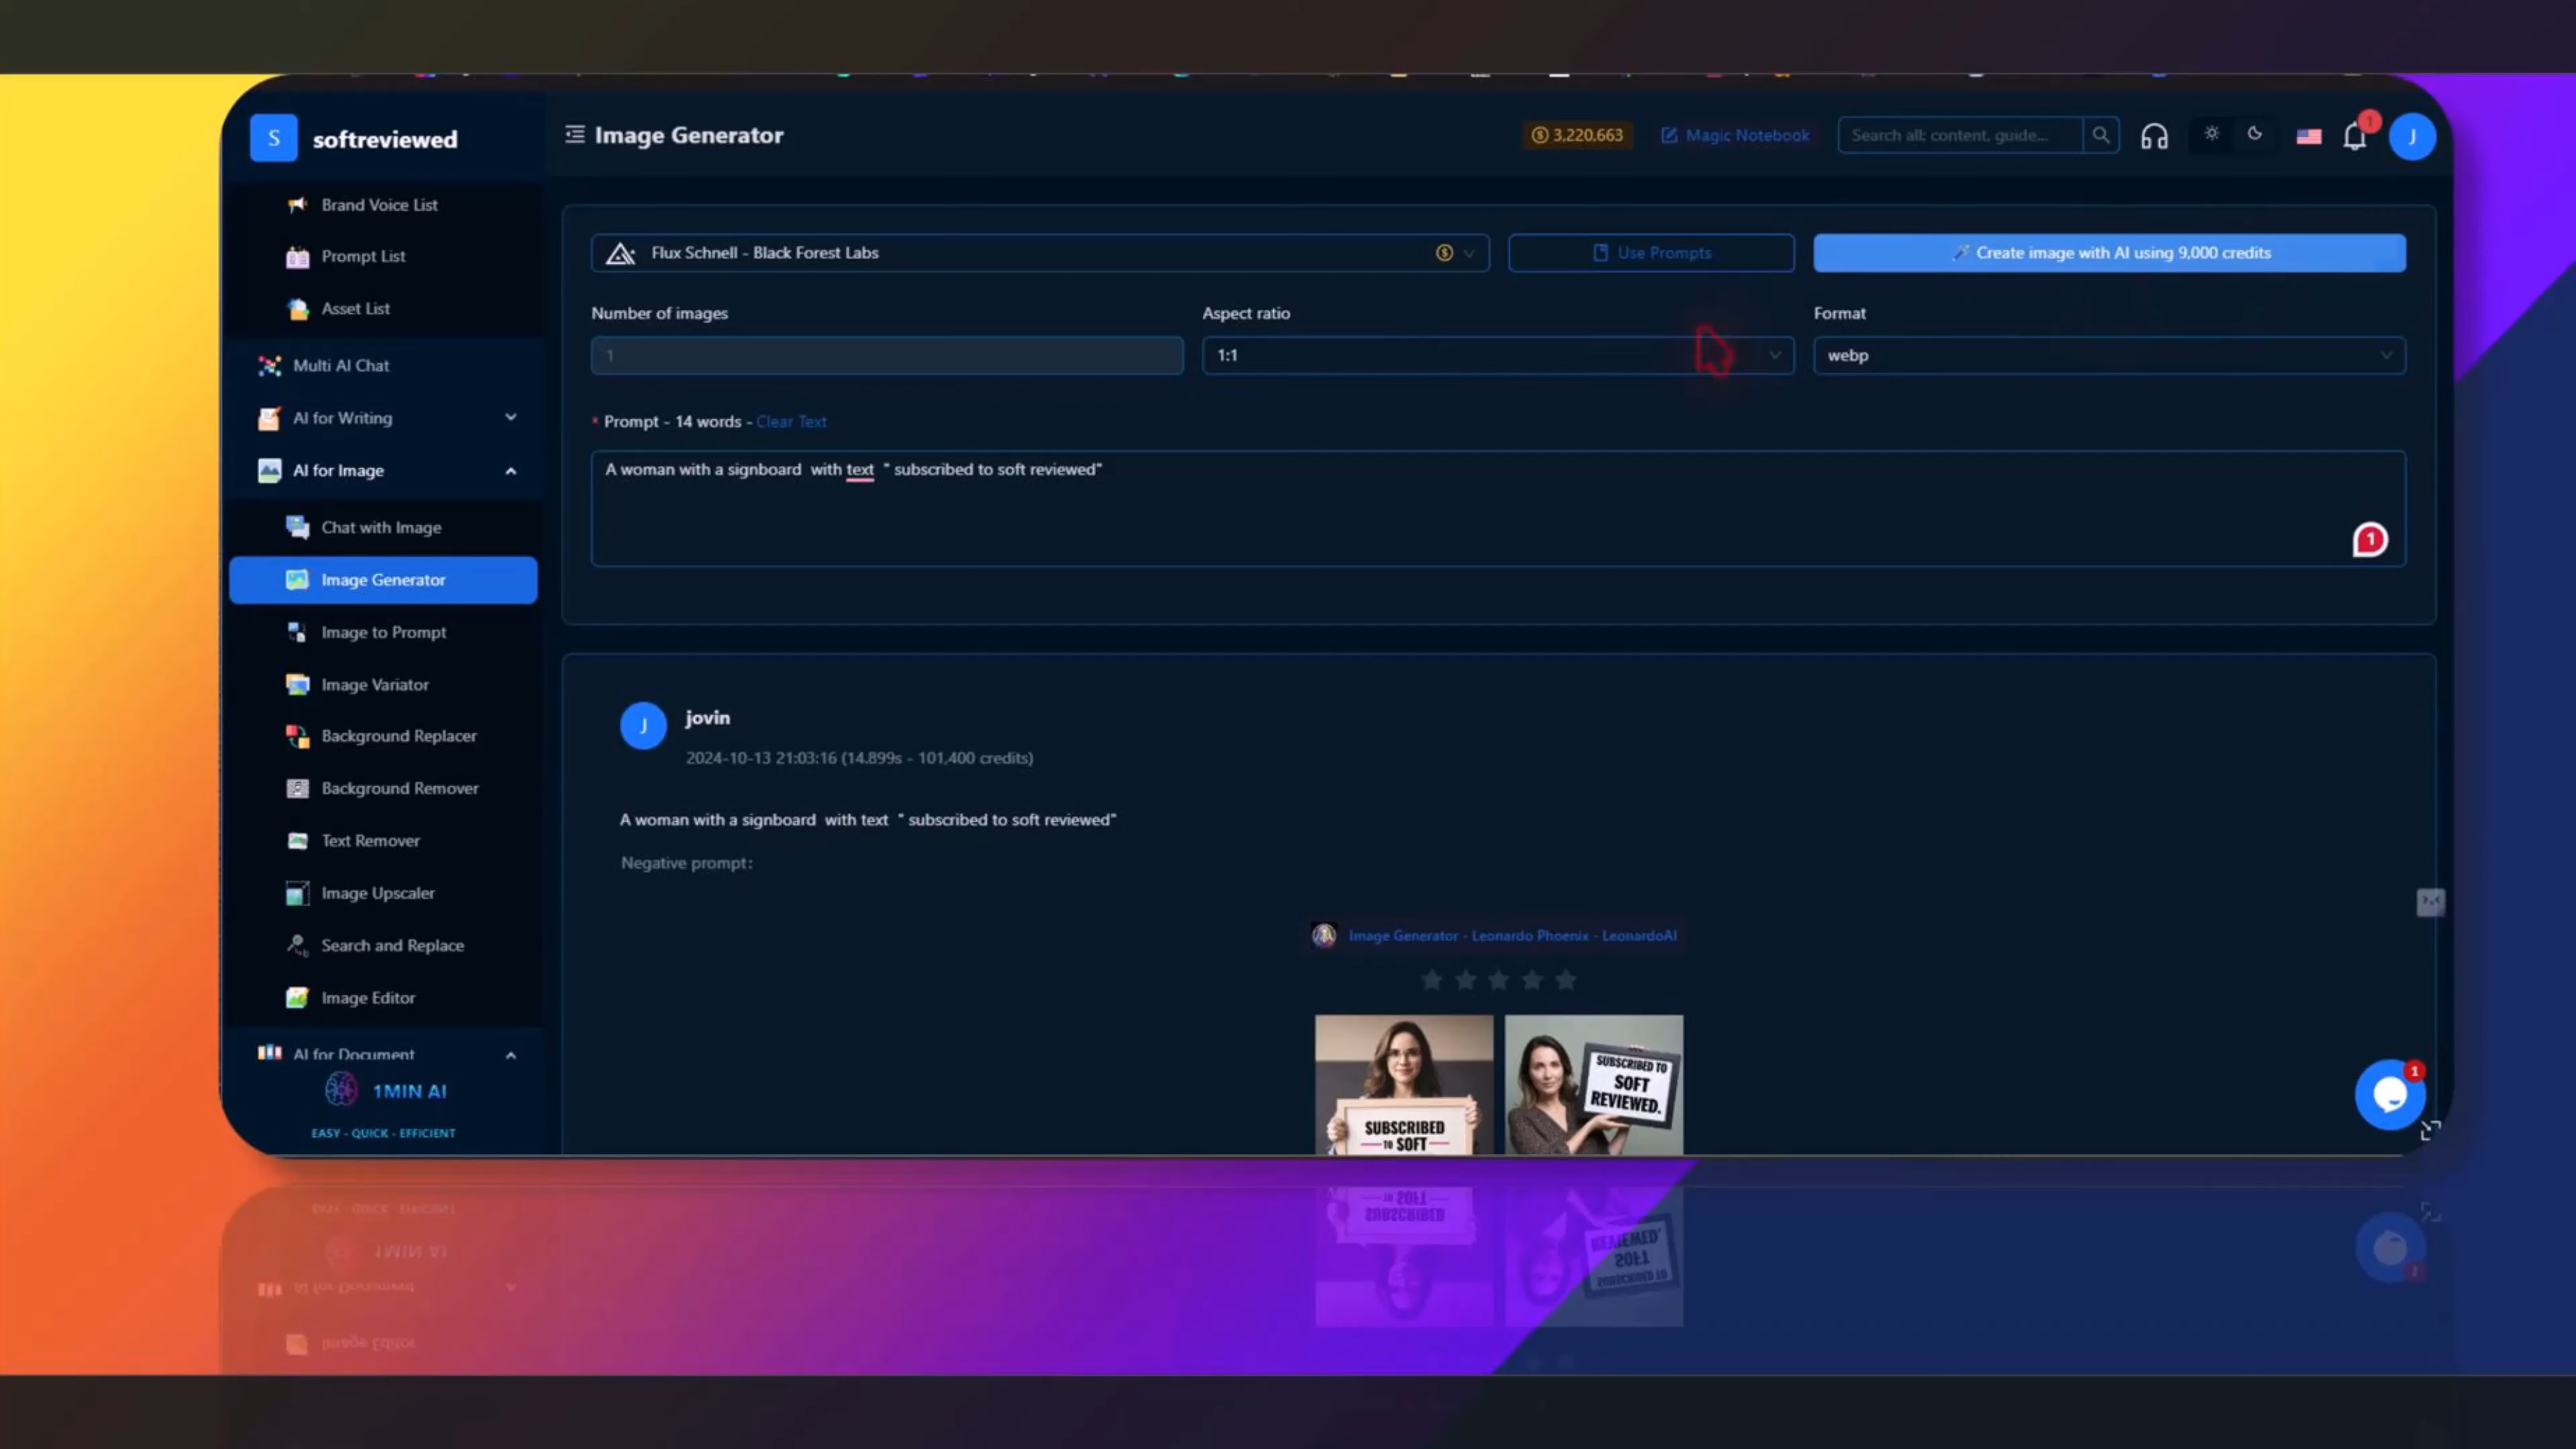 S softreviewed
Image Generator
3,220,663
Magic Notebook
Search all: content, guide...
1
J
Brand Voice List
Prompt List
Asset List
Multi AI Chat
AI for Writing
AI for Image
Chat with Image
Image Generator
Image to Prompt
Image Variator
Background Replacer
Background Remover
Text Remover
Image Upscaler
Search and Replace
Image Editor
AI for Document
1MIN AI
EASY - QUICK - EFFICIENT
Flux Schnell - Black Forest Labs
Use Prompts
Create image with AI using 9,000 credits
Number of images
1
Aspect ratio
1:1
Format
webp
* Prompt - 14 words - Clear Text
A woman with a signboard  with text  " subscribed to soft reviewed"
1
J
jovin
2024-10-13 21:03:16 (14.899s - 101,400 credits)
A woman with a signboard  with text  " subscribed to soft reviewed"
Negative prompt:
Image Generator - Leonardo Phoenix - LeonardoAI
SUBSCRIBED
TO SOFT
SUBSCRIBED TO
SOFT
REVIEWED.
1